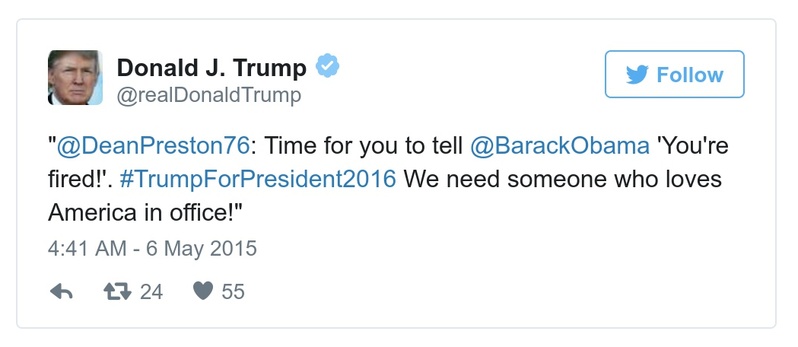 Donald J. Trump
@realDonaldTrump
Follow
"@DeanPreston76: Time for you to tell @BarackObama 'You're
fired!'. #TrumpForPresident2016 We need someone who loves
America in office!"
4:41 AM - 6 May 2015
24 55